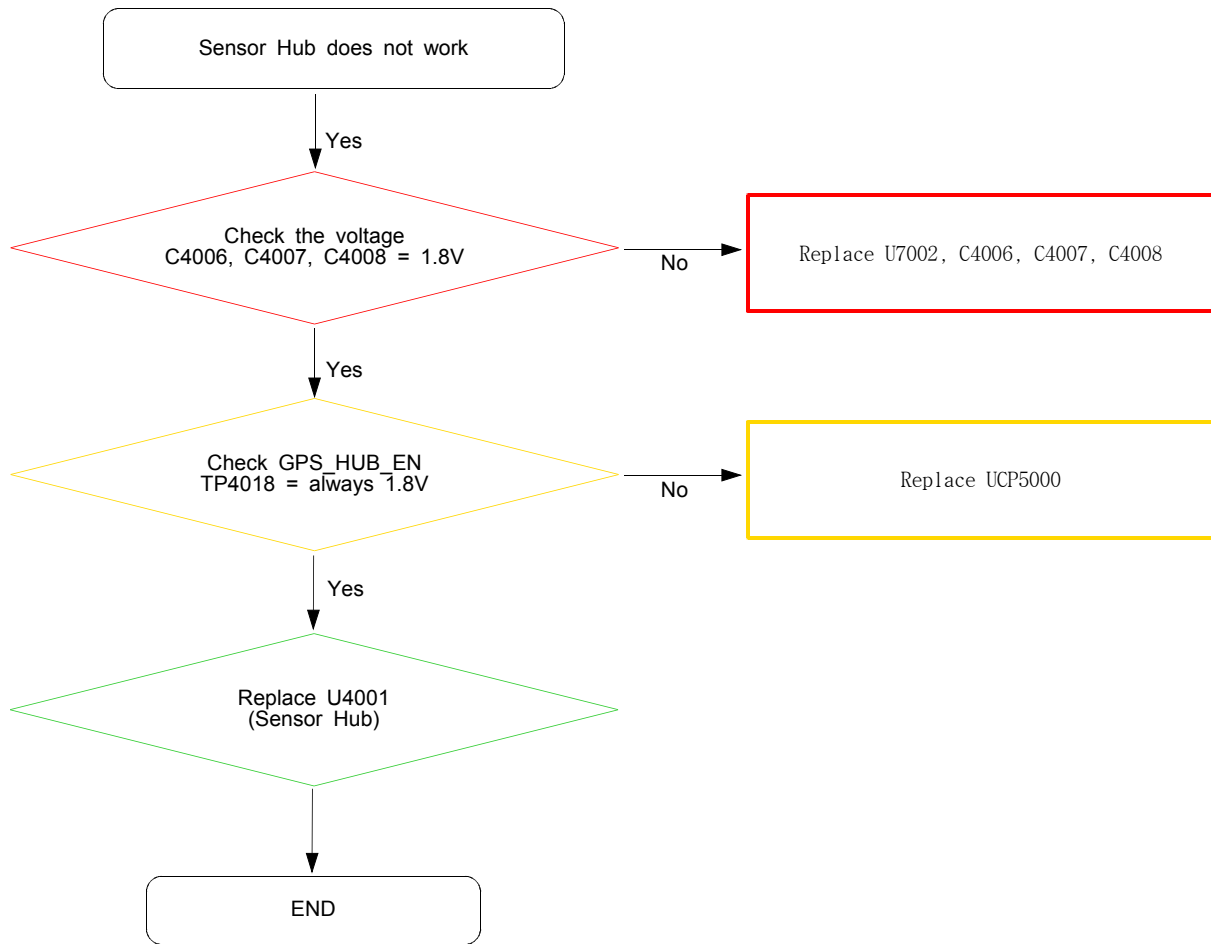 Sensor Hub does not work
Yes
Check the voltage
C4006, C4007, C4008 = 1.8V
No
Replace U7002, C4006, C4007, C4008
Yes
Check GPS_HUB_EN
TP4018 = always 1.8V
No
Replace UCP5000
Yes
Replace U4001
(Sensor Hub)
END